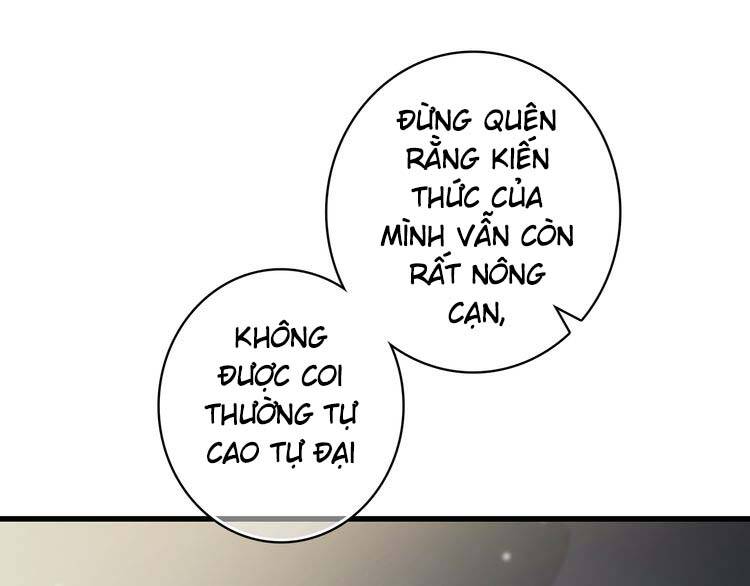 ĐỪNG QUÊN
RẰNG KIẾN
THỨC CỦA
MÌNH VẪN CÒN
RẤT NÔNG
CẠN,
KHÔNG
ĐƯỢC COI
THƯỜNG TỰ
CAO TỰ ĐẠI